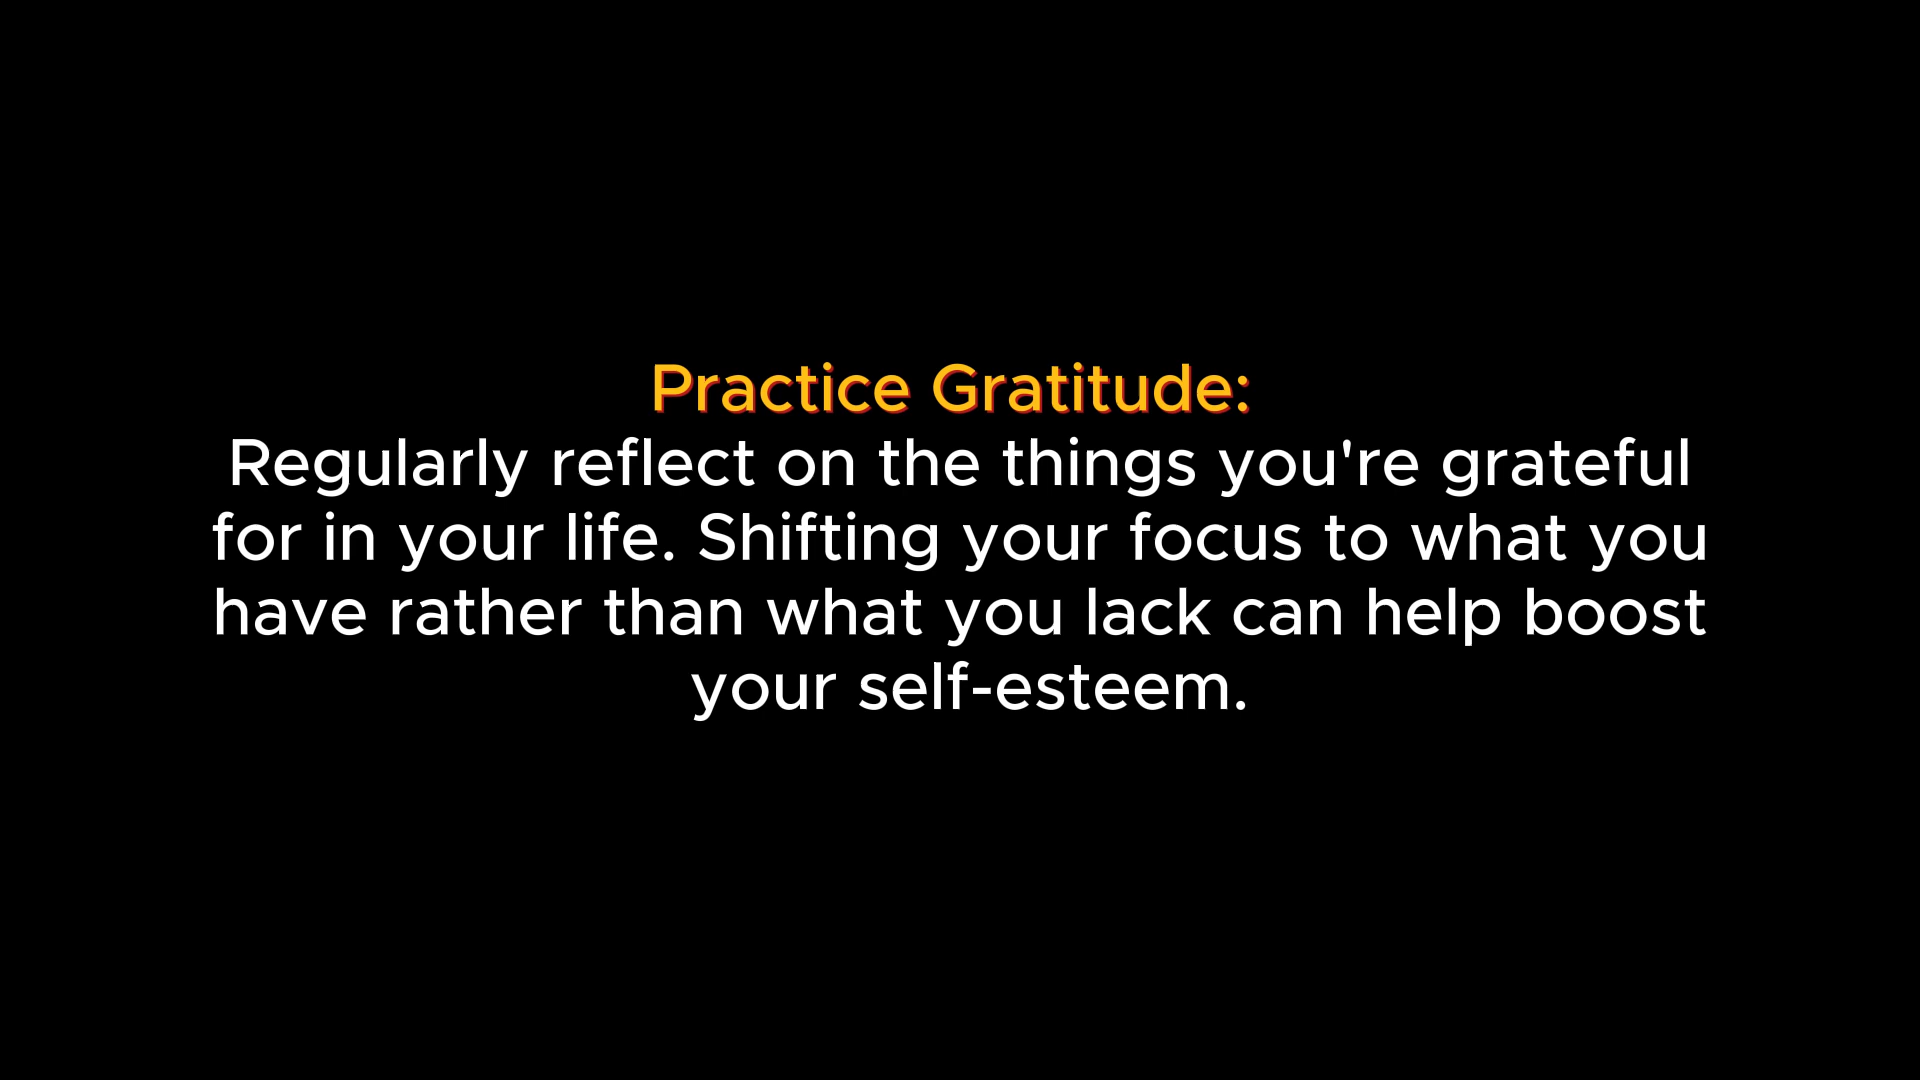 Practice Gratitude:
Regularly reflect on the things you're grateful
for in your life. Shifting your focus to what you
have rather than what you lack can help boost
your self-esteem.